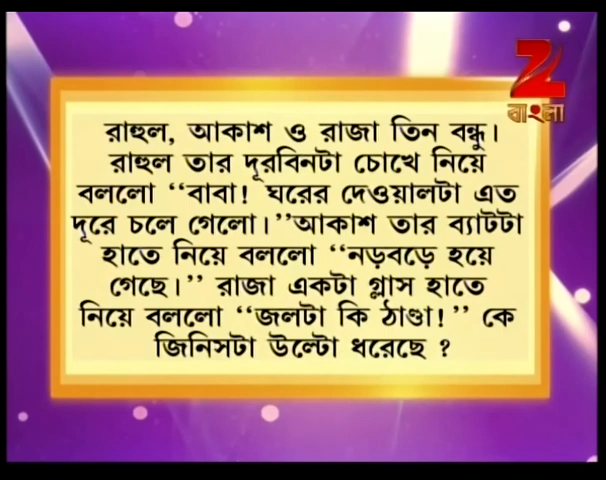 বাংলা
রাহুল, আকাশ ও রাজা তিন বন্ধু।
রাহুল তার দূরবিনটা চোখে নিয়ে
বললো ‘‘বাবা! ঘরের দেওয়ালটা এত
দূরে চলে গেলো।’’আকাশ তার ব্যাটটা
হাতে নিয়ে বললো ‘‘নড়বড়ে হয়ে
গেছে।’’ রাজা একটা গ্লাস হাতে
নিয়ে বললো ‘‘জলটা কি ঠাণ্ডা!’’ কে
জিনিসটা উল্টো ধরেছে ?